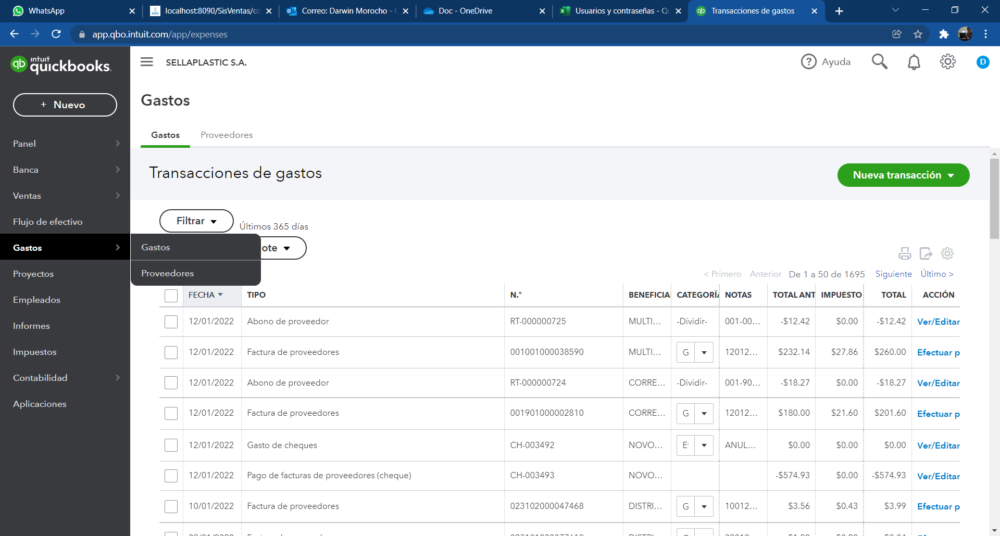 WhatsApp
localhost:8090/SisVentas/co
Correo: Darwin Morocho -
Doc - OneDrive
Usuarios y contraseñas - Qu
Transacciones de gastos
app.qbo.intuit.com/app/expenses
intuit
quickbooks.
SELLAPLASTIC S.A.
Ayuda
D
+ Nuevo
Panel
Banca
Ventas
Flujo de efectivo
Gastos
Proyectos
Empleados
Informes
Impuestos
Contabilidad
Aplicaciones
Gastos
Proveedores
Gastos
Gastos Proveedores
Transacciones de gastos
Nueva transacción
Filtrar
Últimos 365 días
ote
< Primero Anterior De 1 a 50 de 1695 Siguiente Último >
FECHA TIPO N.° BENEFICIA CATEGORÍA NOTAS TOTAL ANT IMPUESTO TOTAL ACCIÓN
12/01/2022 Abono de proveedor RT-000000725 MULTI... -Dividir- 001-00... -$12.42 $0.00 -$12.42 Ver/Editar
12/01/2022 Factura de proveedores 001001000038590 MULTI... G 12012... $232.14 $27.86 $260.00 Efectuar p
12/01/2022 Abono de proveedor RT-000000724 CORRE... -Dividir- 001-90... -$18.27 $0.00 -$18.27 Ver/Editar
12/01/2022 Factura de proveedores 001901000002810 CORRE... G 12012... $180.00 $21.60 $201.60 Efectuar p
12/01/2022 Gasto de cheques CH-003492 NOVO... E ANUL... $0.00 $0.00 $0.00 Ver/Editar
12/01/2022 Pago de facturas de proveedores (cheque) CH-003493 NOVO... -$574.93 $0.00 -$574.93 Ver/Editar
10/01/2022 Factura de proveedores 023102000047468 DISTRI... G 10012... $3.56 $0.43 $3.99 Efectuar p